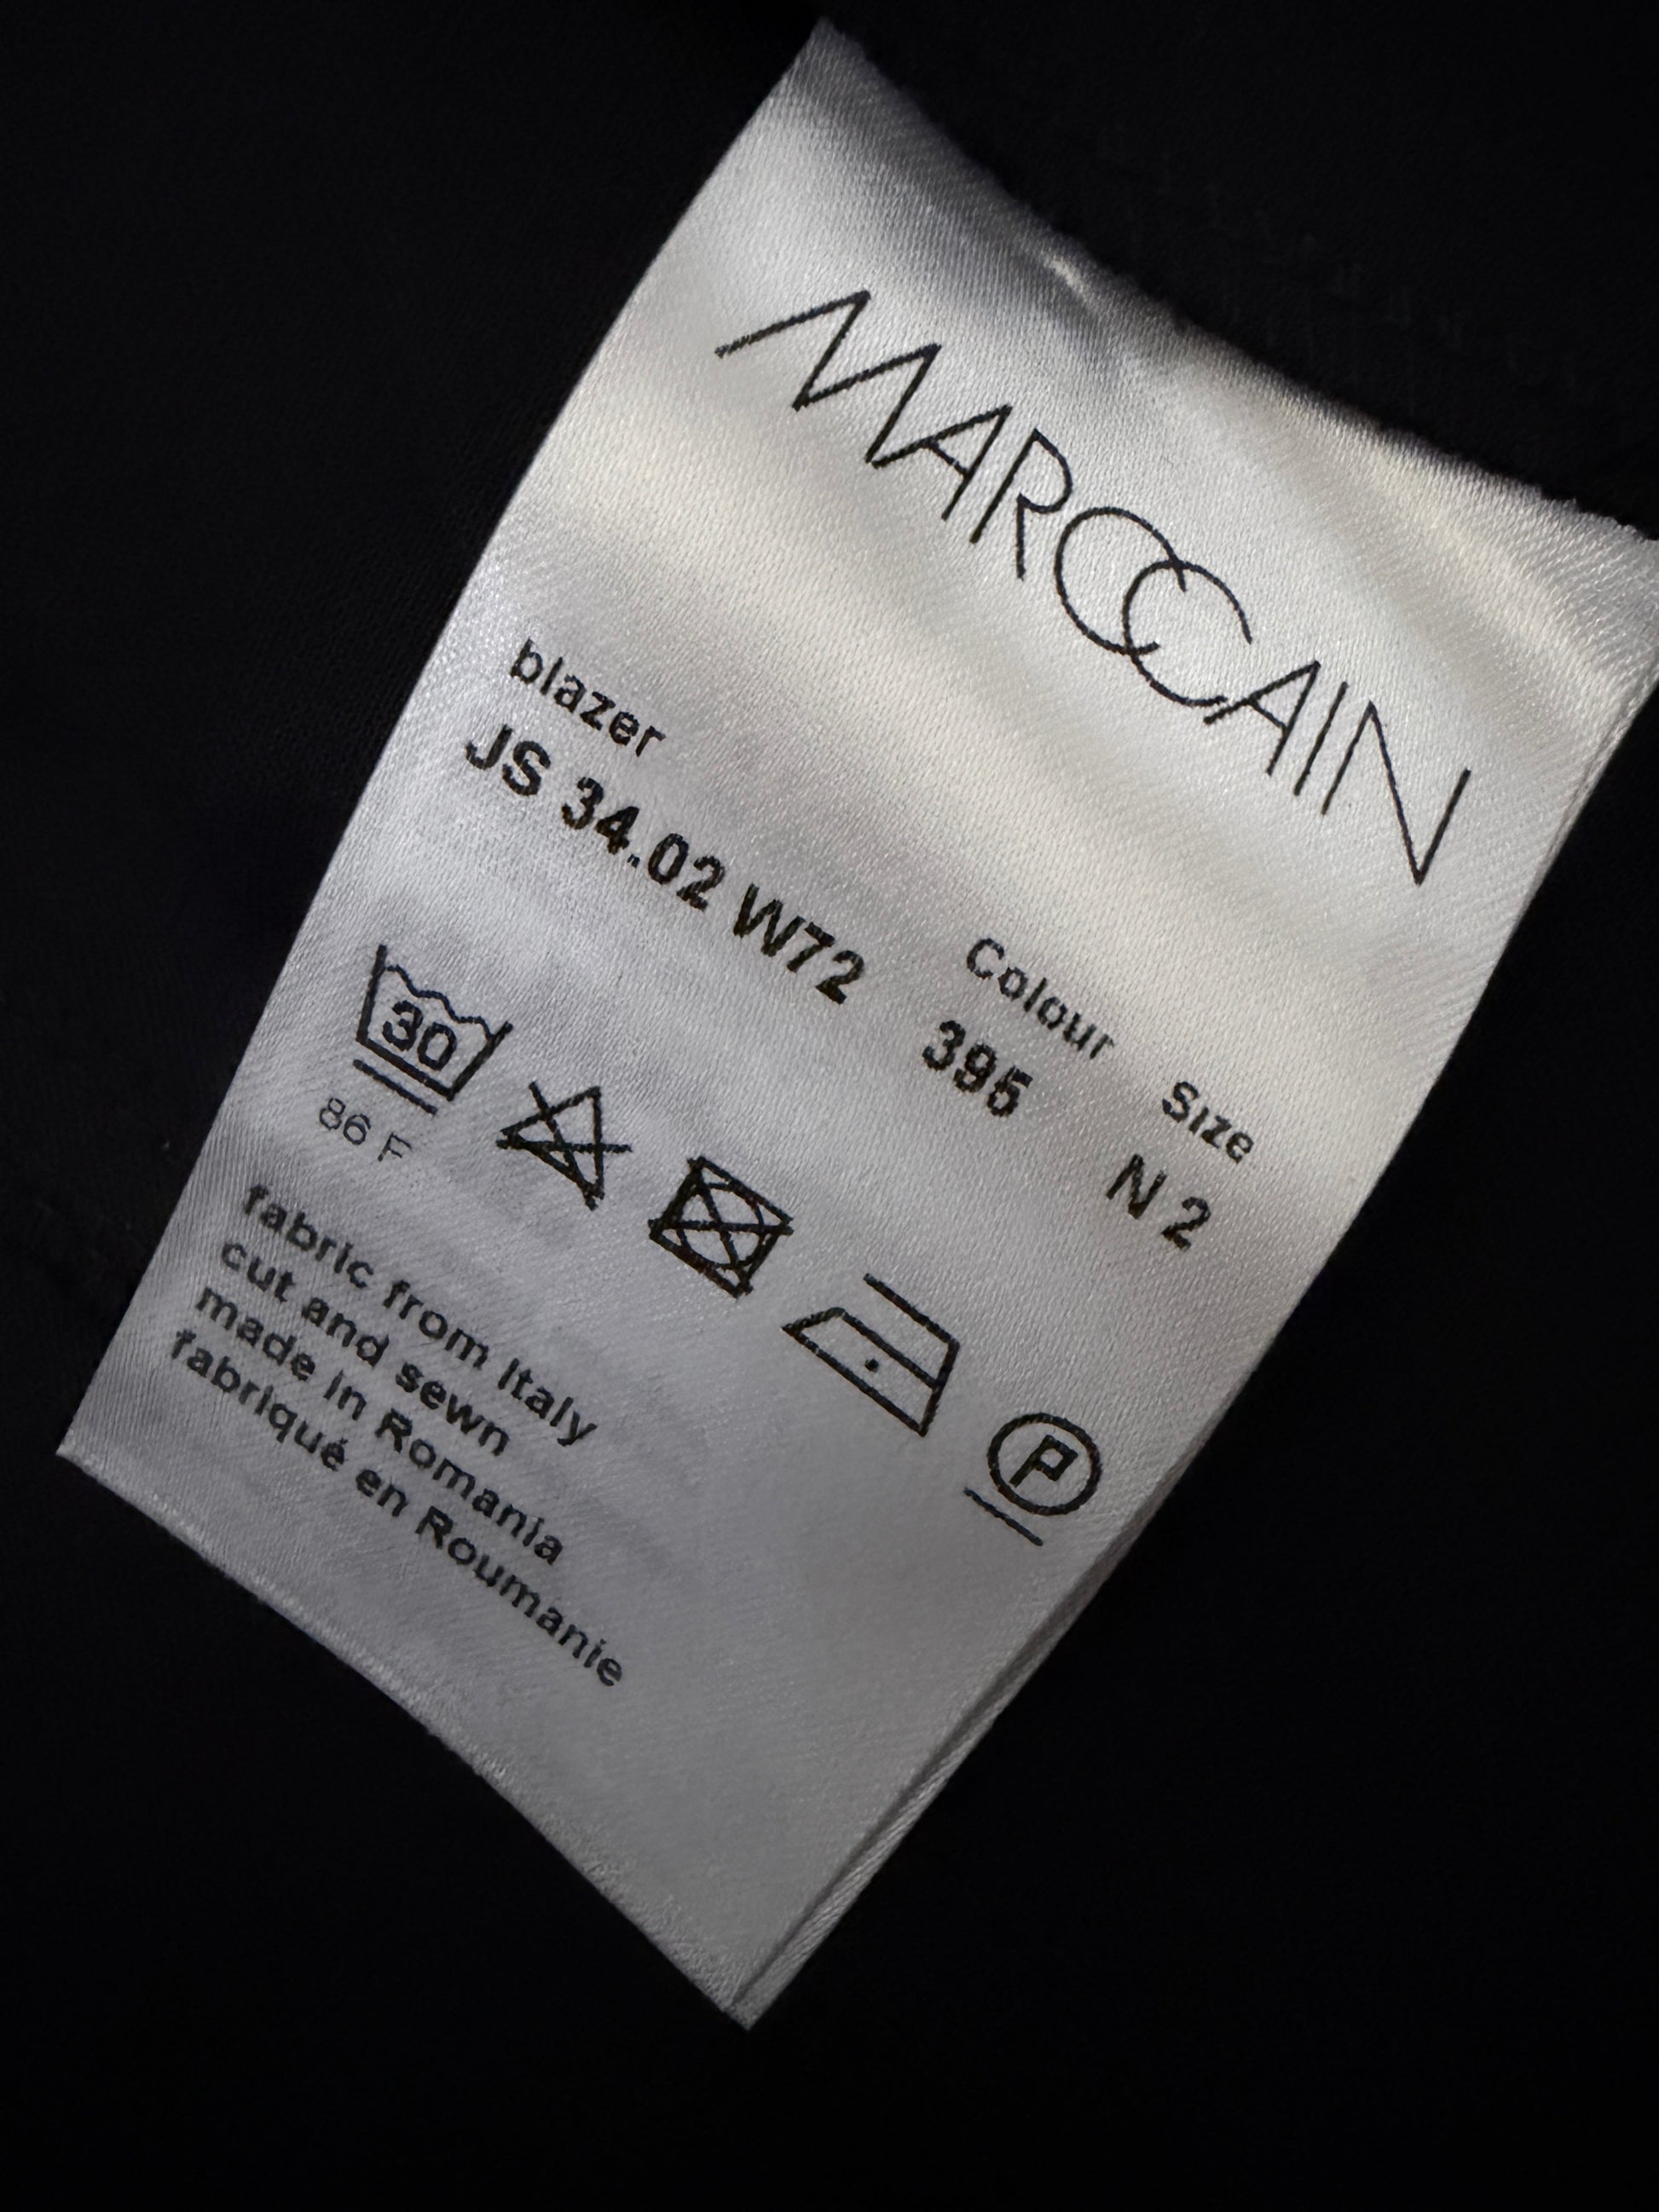 MARCCAIN
blazer Colour Size
JS 34.02 W72 395 N 2
30
86 F
P
fabric from Italy
cut and sewn
made in Romania
fabriqué en Roumanie